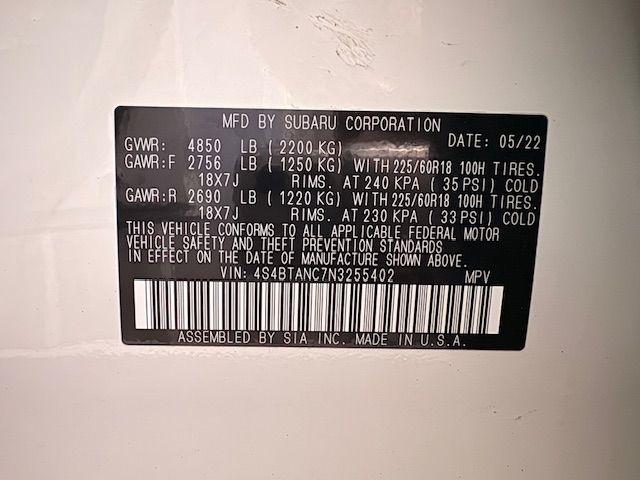 MFD BY SUBARU CORPORATION
GVWR: 4850 LB ( 2200 KG) DATE: 05/22
GAWR:F 2756 LB ( 1250 KG) WITH 225/60R18 100H TIRES.
18X7J RIMS. AT 240 KPA ( 35 PSI) COLD
GAWR:R 2690 LB ( 1220 KG) WITH 225/60R18 100H TIRES.
18X7J RIMS. AT 230 KPA ( 33 PSI) COLD
THIS VEHICLE CONFORMS TO ALL APPLICABLE FEDERAL MOTOR
VEHICLE SAFETY AND THEFT PREVENTION STANDARDS
IN EFFECT ON THE DATE OF MANUFACTURE SHOWN ABOVE.
VIN: 4S4BTANC7N3255402 MPV
ASSEMBLED BY SIA INC. MADE IN U.S.A.